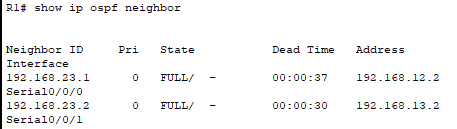 R1# show ip ospf neighbor
Neighbor ID Pri State Dead Time Address
Interface
192.168.23.1 0 FULL/ - 00:00:37 192.168.12.2
Serial0/0/0
192.168.23.2 0 FULL/ - 00:00:30 192.168.13.2
Serial0/0/1